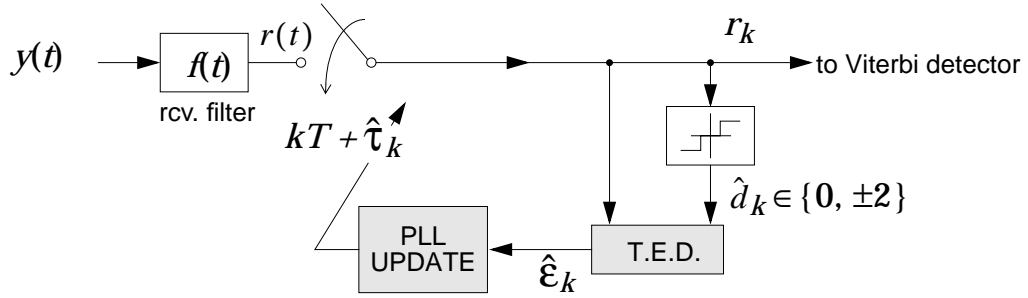 y(t)
f(t)
rcv. filter
r(t)
r_k
to Viterbi detector
kT + τ̂_k
d̂_k ∈ {0, ±2}
PLL
UPDATE
ε̂_k
T.E.D.